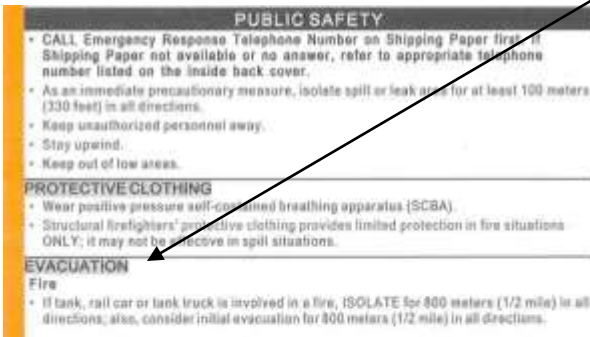 PUBLIC SAFETY
• CALL Emergency Response Telephone Number on Shipping Paper first. If
Shipping Paper not available or no answer, refer to appropriate telephone
number listed on the inside back cover.
• As an immediate precautionary measure, isolate spill or leak area for at least 100 meters
(330 feet) in all directions.
• Keep unauthorized personnel away.
• Stay upwind.
• Keep out of low areas.
PROTECTIVE CLOTHING
• Wear positive pressure self-contained breathing apparatus (SCBA).
• Structural firefighters' protective clothing provides limited protection in fire situations
ONLY; it may not be effective in spill situations.
EVACUATION
Fire
• If tank, rail car or tank truck is involved in a fire, ISOLATE for 800 meters (1/2 mile) in all
directions; also, consider initial evacuation for 800 meters (1/2 mile) in all directions.